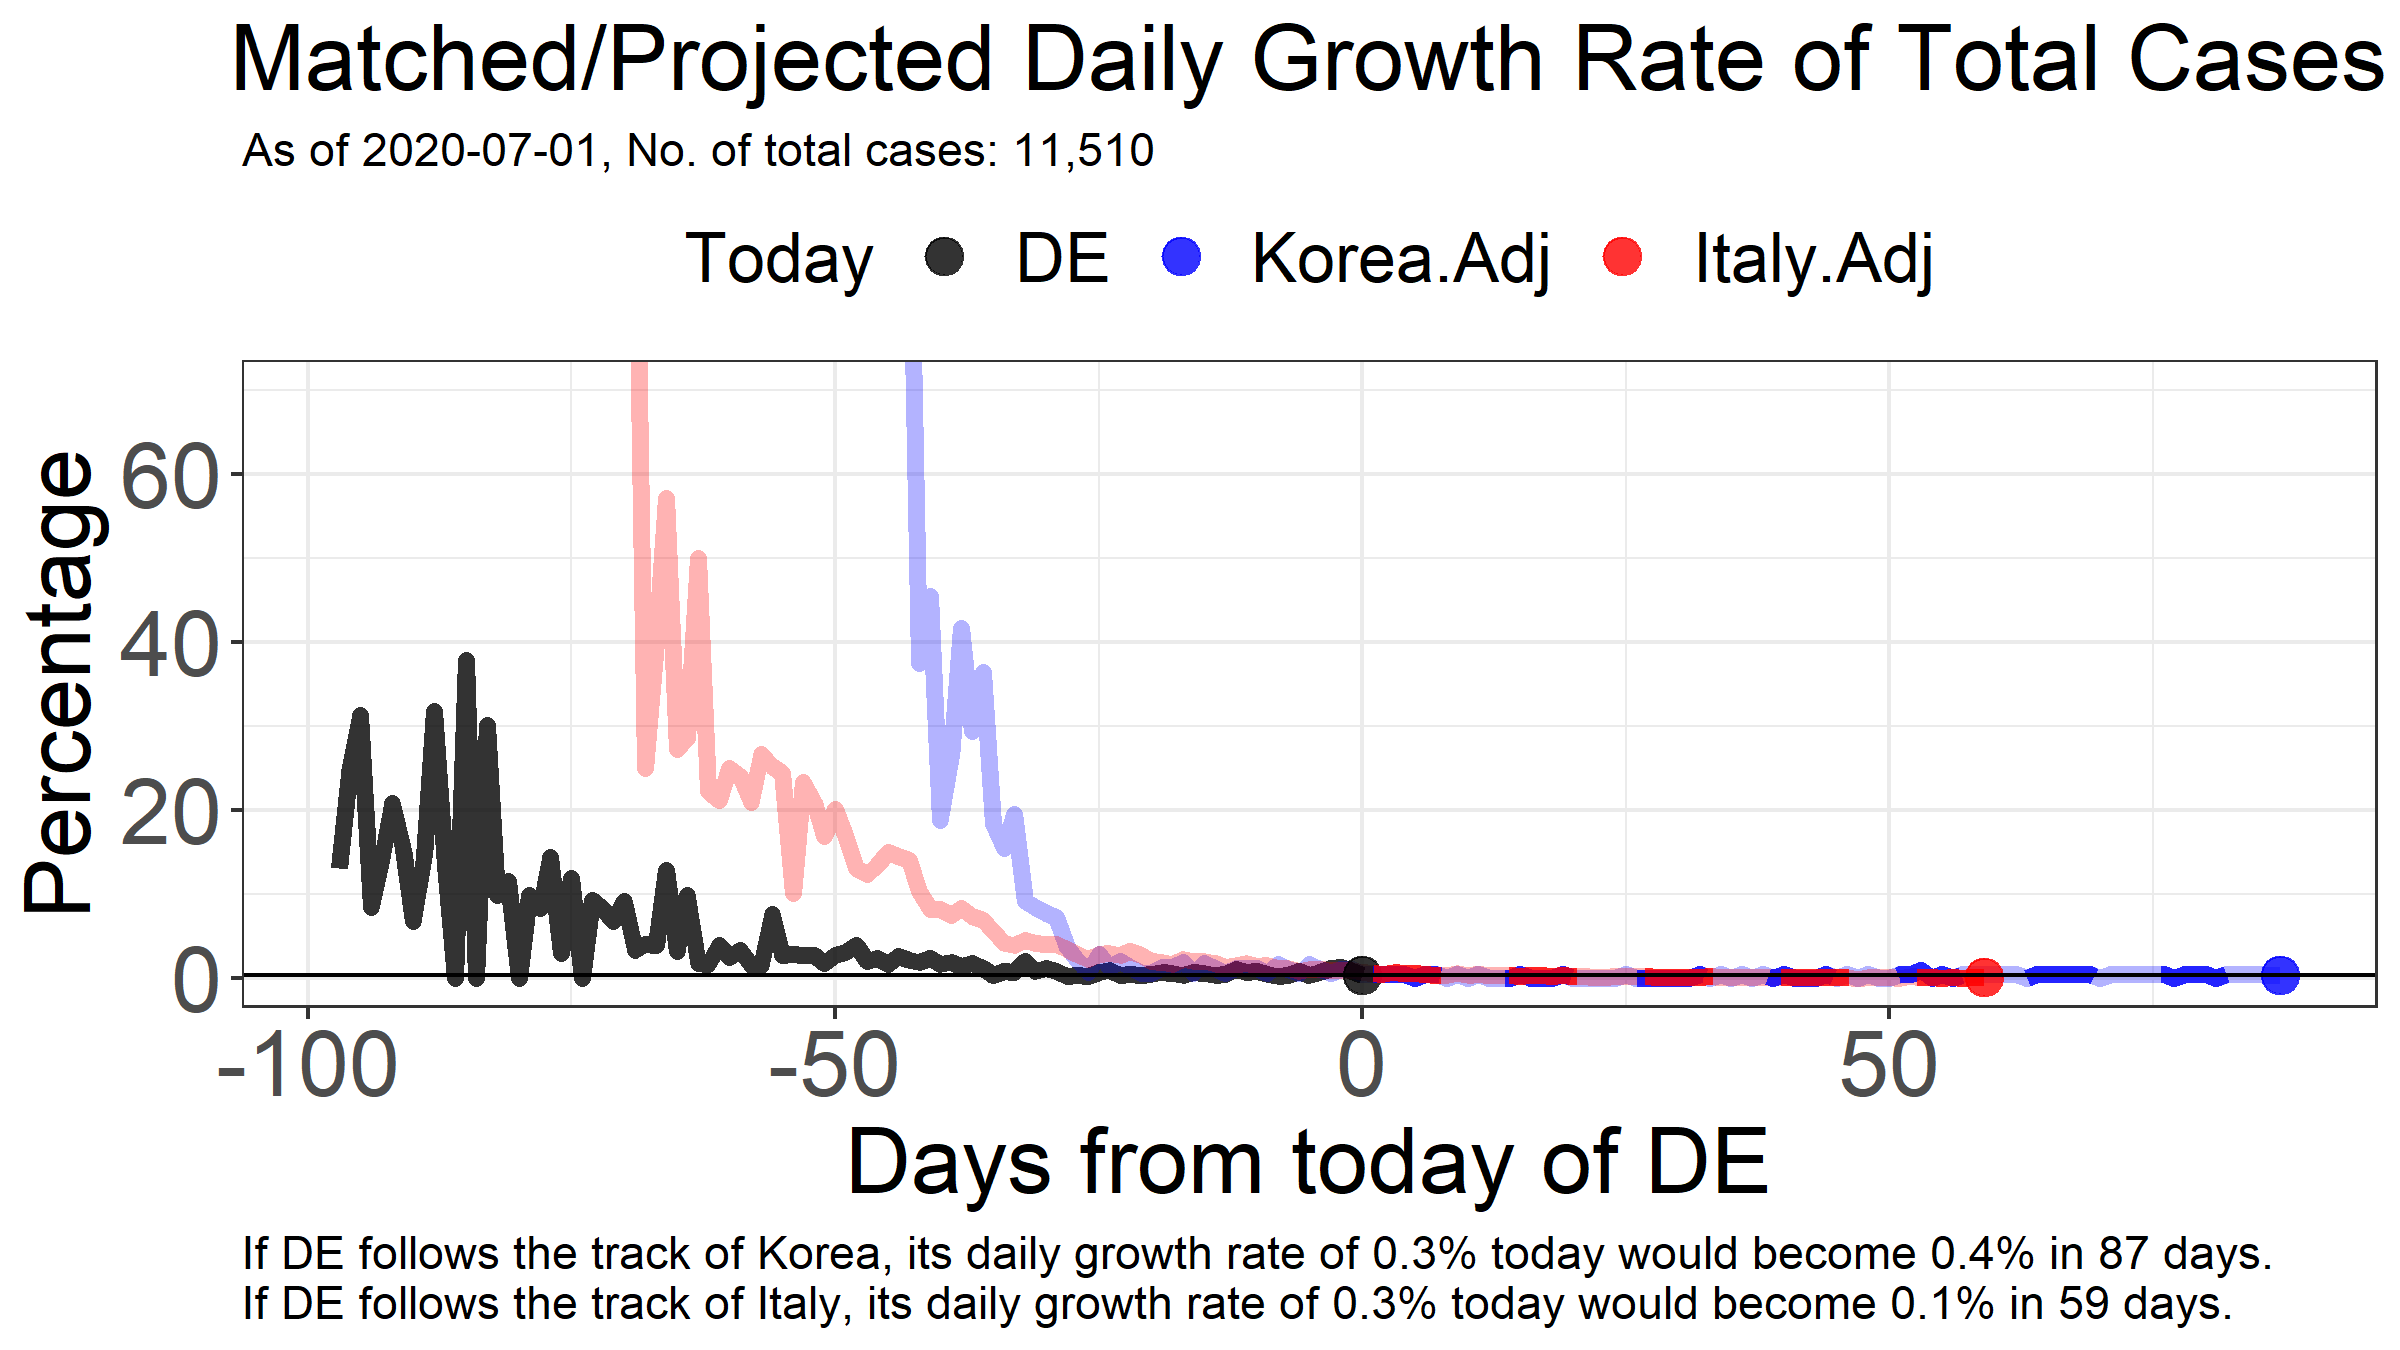 Matched/Projected Daily Growth Rate of Total Cases
As of 2020-07-01, No. of total cases: 11,510
Today DE Korea.Adj Italy.Adj
Percentage
60
40
20
0
-100 -50 0 50
Days from today of DE
If DE follows the track of Korea, its daily growth rate of 0.3% today would become 0.4% in 87 days.
If DE follows the track of Italy, its daily growth rate of 0.3% today would become 0.1% in 59 days.